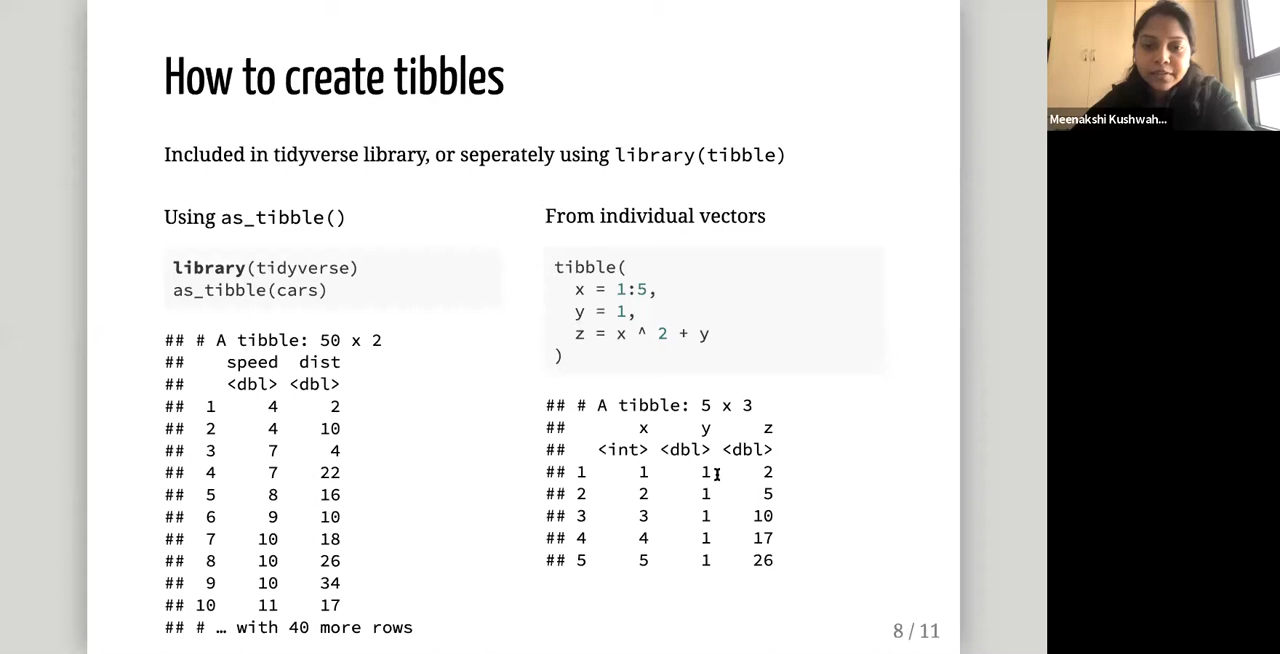 How to create tibbles
Included in tidyverse library, or seperately using library(tibble)
Using as_tibble()
library(tidyverse)
as_tibble(cars)
## # A tibble: 50 x 2
##    speed  dist
##    <dbl> <dbl>
##  1     4     2
##  2     4    10
##  3     7     4
##  4     7    22
##  5     8    16
##  6     9    10
##  7    10    18
##  8    10    26
##  9    10    34
## 10    11    17
## # … with 40 more rows
From individual vectors
tibble(
  x = 1:5,
  y = 1,
  z = x ^ 2 + y
)
## # A tibble: 5 x 3
##       x     y     z
##   <int> <dbl> <dbl>
## 1     1     1     2
## 2     2     1     5
## 3     3     1    10
## 4     4     1    17
## 5     5     1    26
8 / 11
Meenakshi Kushwah...